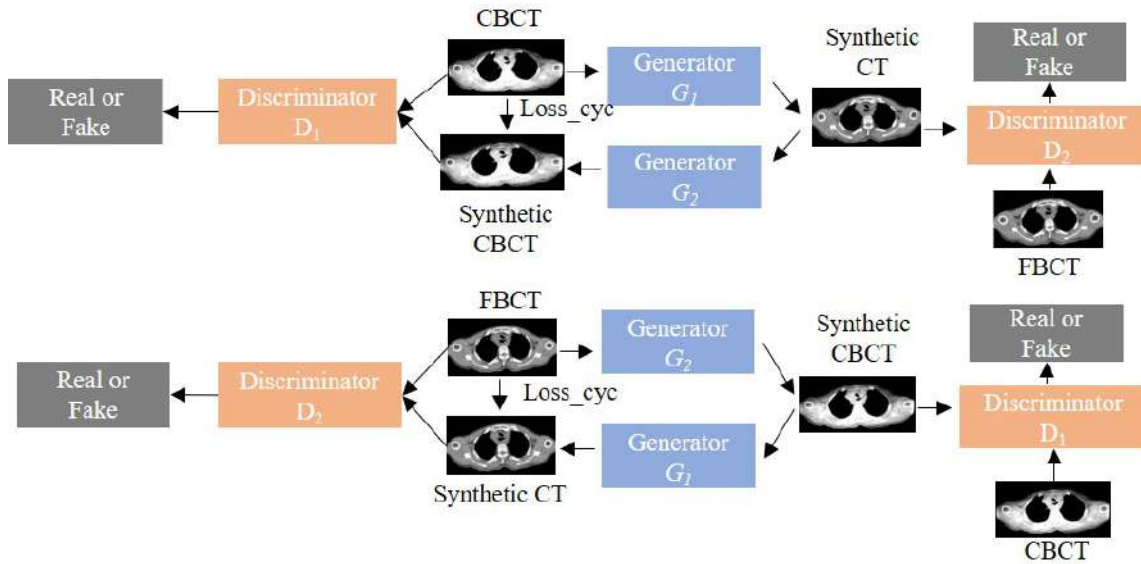 CBCT
Synthetic
CT
Real or
Fake
Real or
Fake
Discriminator
D1
Generator
G1
Loss_cyc
Discriminator
D2
Generator
G2
Synthetic
CBCT
FBCT
FBCT
Synthetic
CBCT
Real or
Fake
Real or
Fake
Discriminator
D2
Generator
G2
Loss_cyc
Discriminator
D1
Generator
G1
Synthetic CT
CBCT